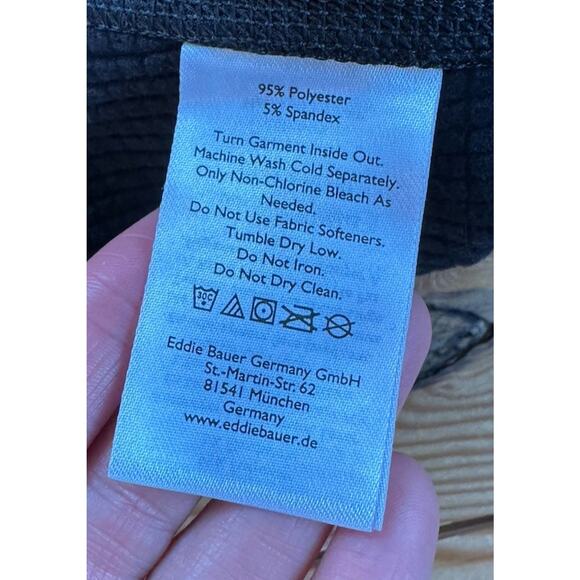 95% Polyester
5% Spandex
Turn Garment Inside Out.
Machine Wash Cold Separately.
Only Non-Chlorine Bleach As
Needed.
Do Not Use Fabric Softeners.
Tumble Dry Low.
Do Not Iron.
Do Not Dry Clean.
30C
Eddie Bauer Germany GmbH
St.-Martin-Str. 62
81541 München
Germany
www.eddiebauer.de